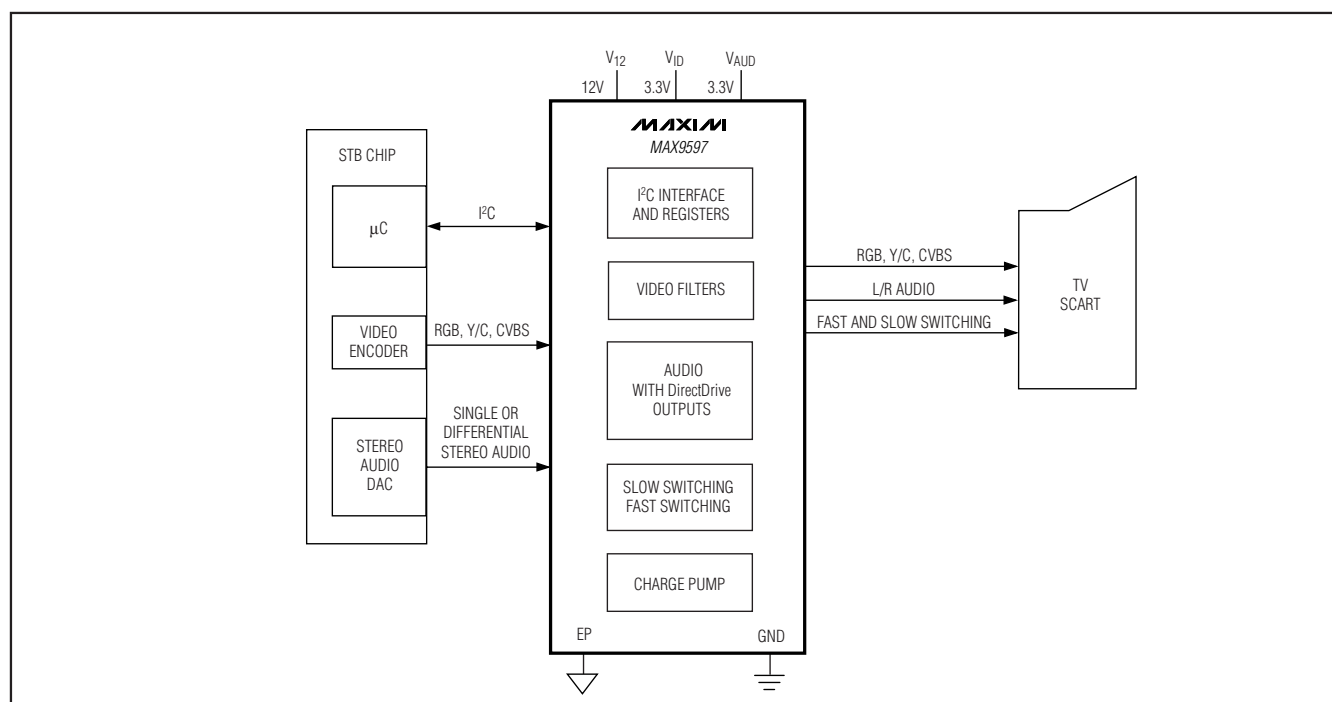 V12 VID VAUD
12V 3.3V 3.3V
MAXIM
MAX9597
STB CHIP
µC
I²C
I²C INTERFACE
AND REGISTERS
VIDEO FILTERS
RGB, Y/C, CVBS
L/R AUDIO
FAST AND SLOW SWITCHING
TV
SCART
VIDEO
ENCODER
RGB, Y/C, CVBS
AUDIO
WITH DirectDrive
OUTPUTS
SINGLE OR
DIFFERENTIAL
STEREO AUDIO
STEREO
AUDIO
DAC
SLOW SWITCHING
FAST SWITCHING
CHARGE PUMP
EP GND